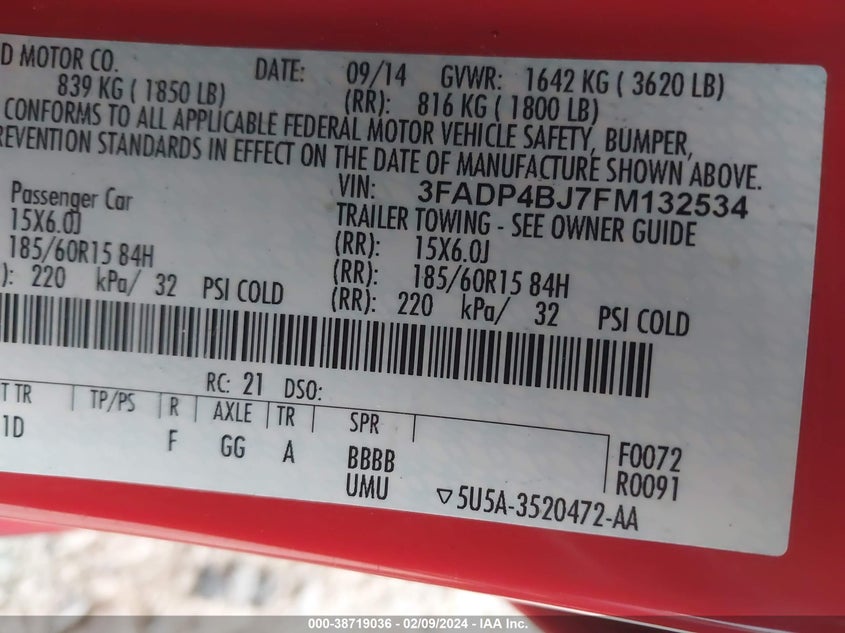 D MOTOR CO. DATE: 09/14 GVWR: 1642 KG ( 3620 LB)
839 KG ( 1850 LB) (RR): 816 KG ( 1800 LB)
CONFORMS TO ALL APPLICABLE FEDERAL MOTOR VEHICLE SAFETY, BUMPER,
REVENTION STANDARDS IN EFFECT ON THE DATE OF MANUFACTURE SHOWN ABOVE.
VIN: 3FADP4BJ7FM132534
Passenger Car TRAILER TOWING - SEE OWNER GUIDE
15X6.0J (RR): 15X6.0J
185/60R15 84H (RR): 185/60R15 84H
): 220 kPa/ 32 PSI COLD (RR): 220 kPa/ 32 PSI COLD
RC: 21 DSO:
T TR TP/PS R AXLE TR SPR
1D F GG A BBBB F0072
UMU R0091
5U5A-3520472-AA
000-38719036 - 02/09/2024 - IAA Inc.